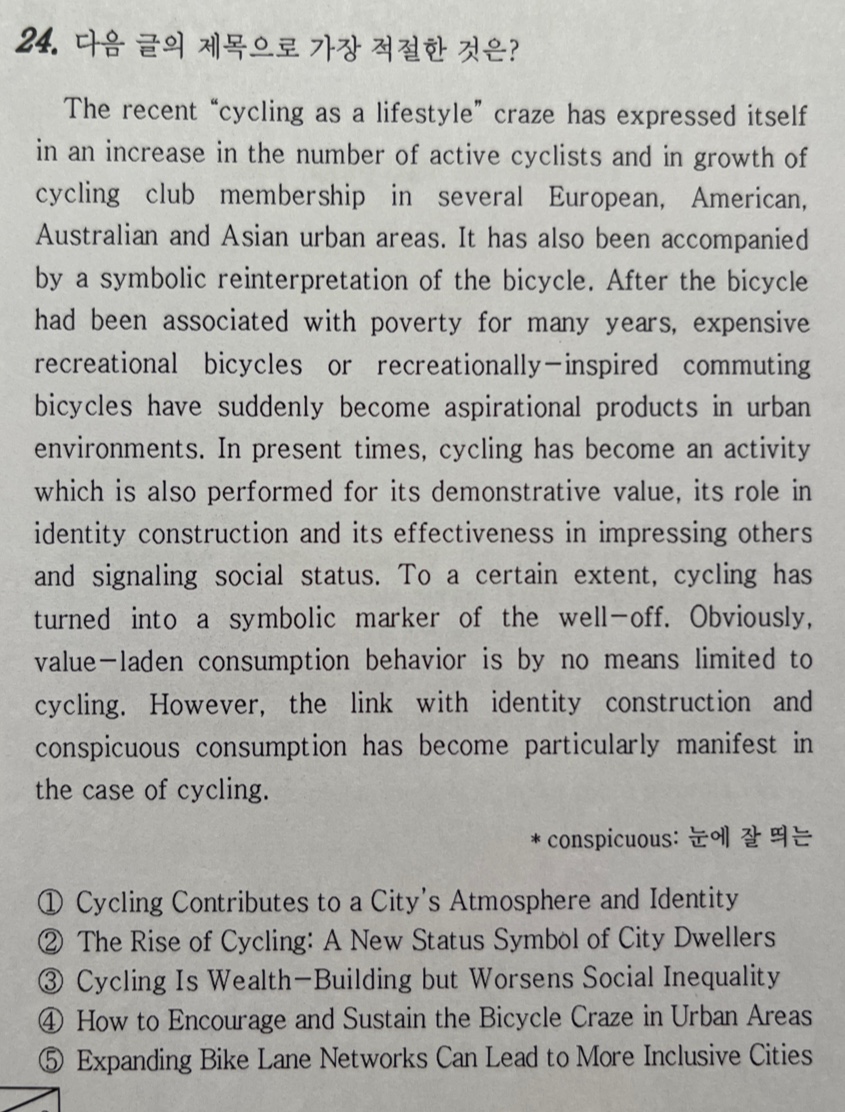 24. 다음 글의 제목으로 가장 적절한 것은?
The recent “cycling as a lifestyle” craze has expressed itself
in an increase in the number of active cyclists and in growth of
cycling club membership in several European, American,
Australian and Asian urban areas. It has also been accompanied
by a symbolic reinterpretation of the bicycle. After the bicycle
had been associated with poverty for many years, expensive
recreational bicycles or recreationally-inspired commuting
bicycles have suddenly become aspirational products in urban
environments. In present times, cycling has become an activity
which is also performed for its demonstrative value, its role in
identity construction and its effectiveness in impressing others
and signaling social status. To a certain extent, cycling has
turned into a symbolic marker of the well-off. Obviously,
value-laden consumption behavior is by no means limited to
cycling. However, the link with identity construction and
conspicuous consumption has become particularly manifest in
the case of cycling.
* conspicuous: 눈에 잘 띄는
① Cycling Contributes to a City’s Atmosphere and Identity
② The Rise of Cycling: A New Status Symbol of City Dwellers
③ Cycling Is Wealth-Building but Worsens Social Inequality
④ How to Encourage and Sustain the Bicycle Craze in Urban Areas
⑤ Expanding Bike Lane Networks Can Lead to More Inclusive Cities